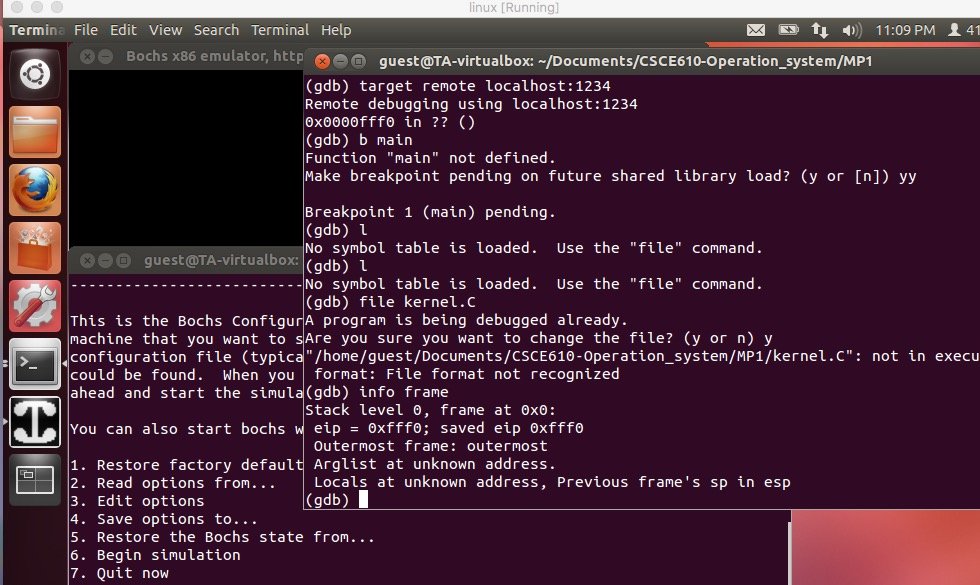 linux [Running]
Termina File Edit View Search Terminal Help 11:09 PM 41
Bochs x86 emulator, http
guest@TA-virtualbox: ~/Documents/CSCE610-Operation_system/MP1
(gdb) target remote localhost:1234
Remote debugging using localhost:1234
0x0000fff0 in ?? ()
(gdb) b main
Function "main" not defined.
Make breakpoint pending on future shared library load? (y or [n]) yy
Breakpoint 1 (main) pending.
(gdb) l
No symbol table is loaded.  Use the "file" command.
(gdb) l
No symbol table is loaded.  Use the "file" command.
(gdb) file kernel.C
A program is being debugged already.
Are you sure you want to change the file? (y or n) y
"/home/guest/Documents/CSCE610-Operation_system/MP1/kernel.C": not in execu
format: File format not recognized
(gdb) info frame
Stack level 0, frame at 0x0:
eip = 0xfff0; saved eip 0xfff0
Outermost frame: outermost
Arglist at unknown address.
Locals at unknown address, Previous frame's sp in esp
(gdb)
guest@TA-virtualbox:
--------------------------
This is the Bochs Configur
machine that you want to s
configuration file (typica
could be found.  When you
ahead and start the simula
You can also start bochs w
1. Restore factory default
2. Read options from...
3. Edit options
4. Save options to...
5. Restore the Bochs state from...
6. Begin simulation
7. Quit now